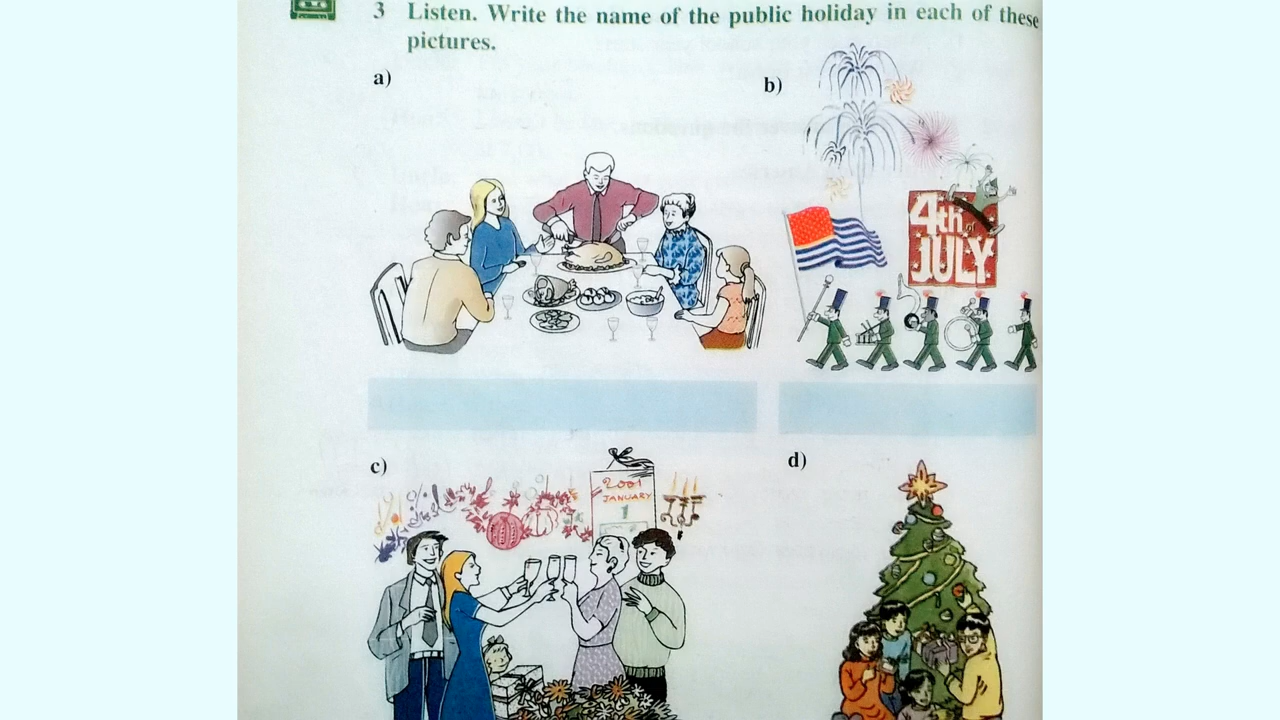 3 Listen. Write the name of the public holiday in each of these
pictures.
a)
b)
4th of
JULY
c)
2001
JANUARY
1
d)